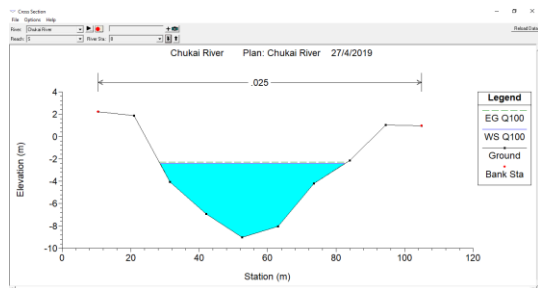 Cross Section
File Options Help
River: Chukai River
Reach: 5 River Sta.: 8
Reload Data
Chukai River Plan: Chukai River 27/4/2019
.025
Legend
EG Q100
WS Q100
Ground
Bank Sta
4
2
0
-2
-4
-6
-8
-10
Elevation (m)
0 20 40 60 80 100 120
Station (m)